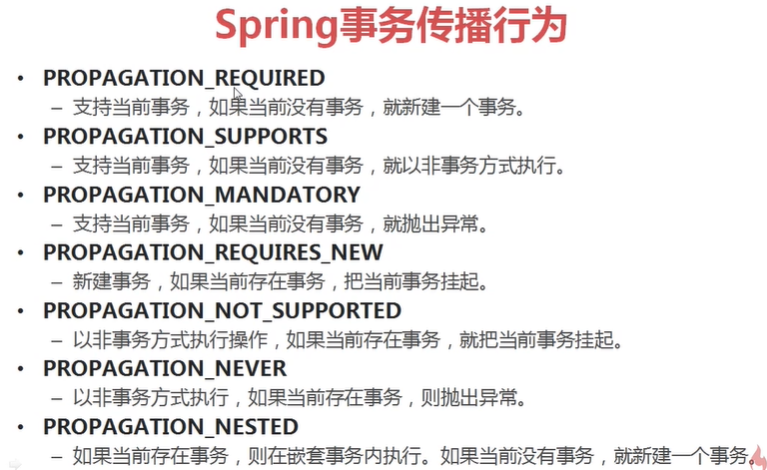 Spring事务传播行为
• PROPAGATION_REQUIRED
– 支持当前事务，如果当前没有事务，就新建一个事务。
• PROPAGATION_SUPPORTS
– 支持当前事务，如果当前没有事务，就以非事务方式执行。
• PROPAGATION_MANDATORY
– 支持当前事务，如果当前没有事务，就抛出异常。
• PROPAGATION_REQUIRES_NEW
– 新建事务，如果当前存在事务，把当前事务挂起。
• PROPAGATION_NOT_SUPPORTED
– 以非事务方式执行操作，如果当前存在事务，就把当前事务挂起。
• PROPAGATION_NEVER
– 以非事务方式执行，如果当前存在事务，则抛出异常。
• PROPAGATION_NESTED
– 如果当前存在事务，则在嵌套事务内执行。如果当前没有事务，就新建一个事务。